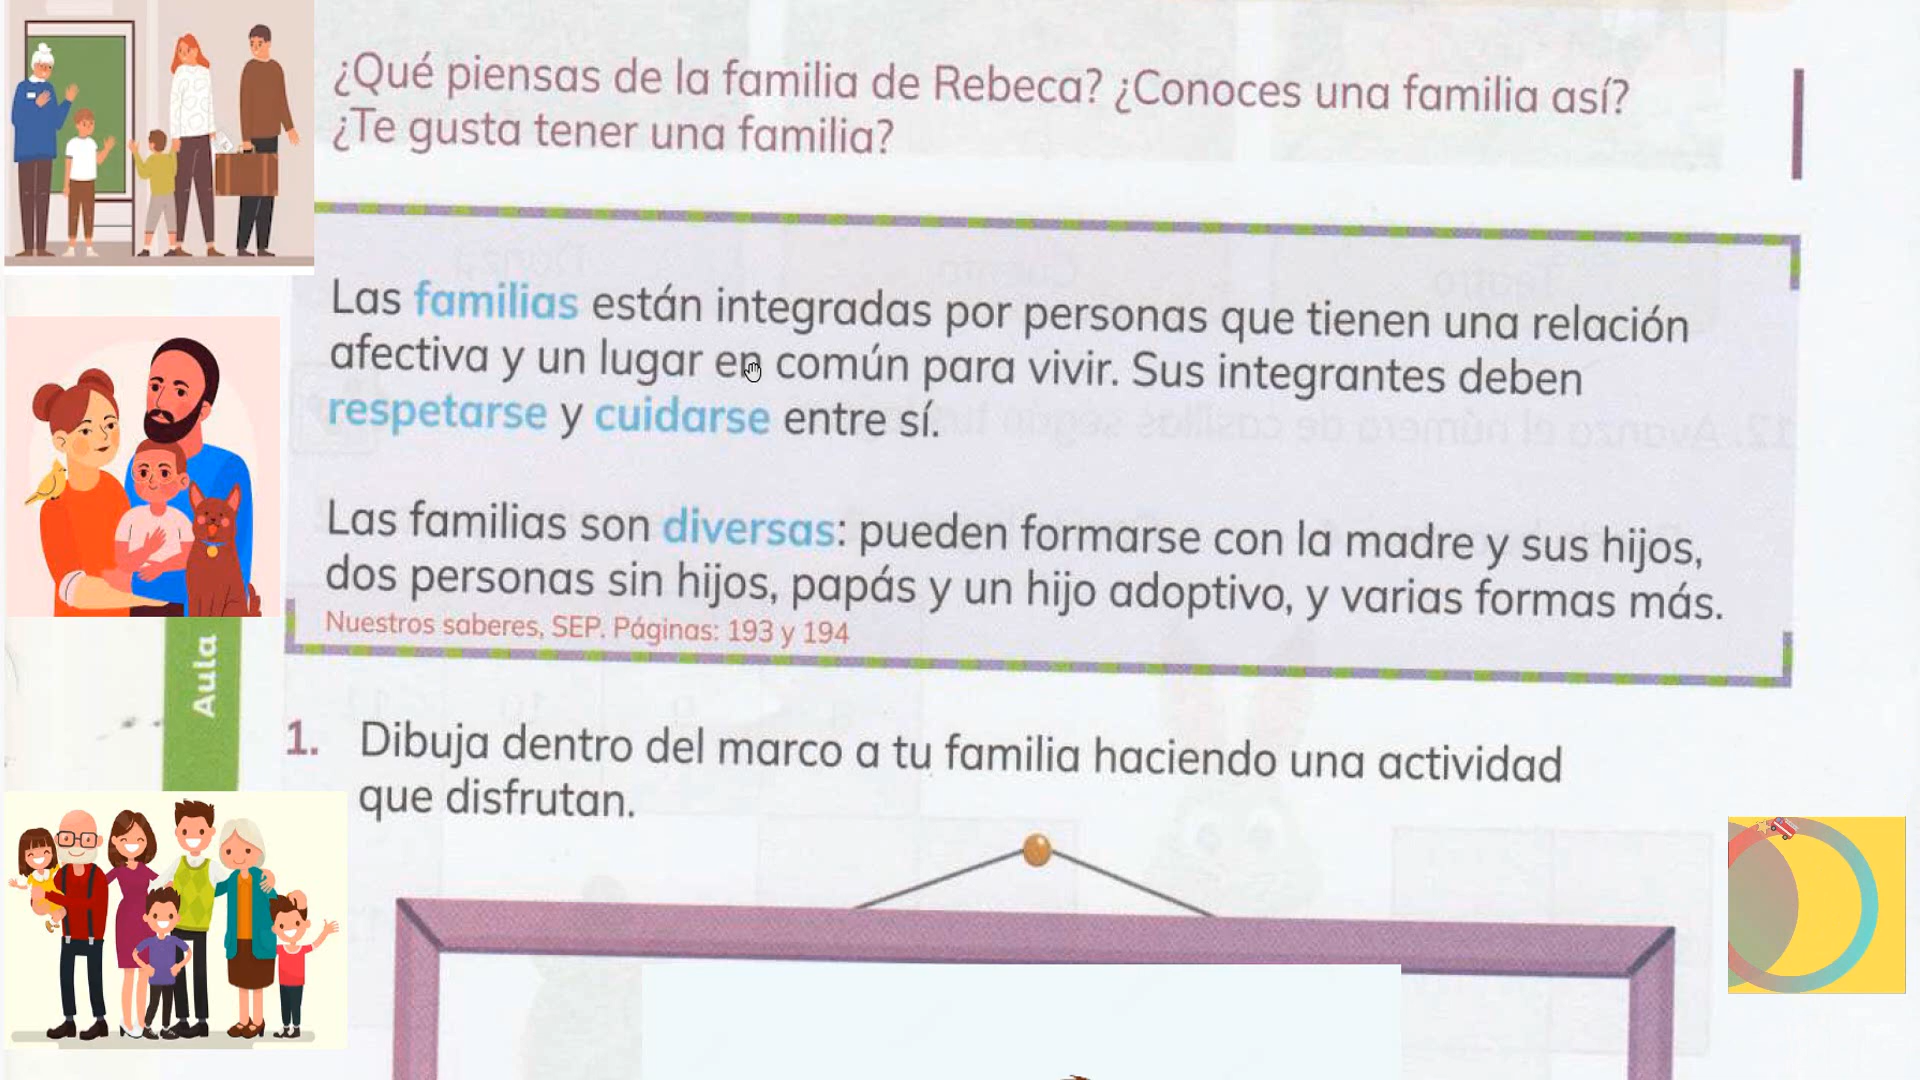 ¿Qué piensas de la familia de Rebeca? ¿Conoces una familia así?
¿Te gusta tener una familia?
Las familias están integradas por personas que tienen una relación
afectiva y un lugar en común para vivir. Sus integrantes deben
respetarse y cuidarse entre sí.
Las familias son diversas: pueden formarse con la madre y sus hijos,
dos personas sin hijos, papás y un hijo adoptivo, y varias formas más.
Nuestros saberes, SEP. Páginas: 193 y 194
Aula
1. Dibuja dentro del marco a tu familia haciendo una actividad
que disfrutan.